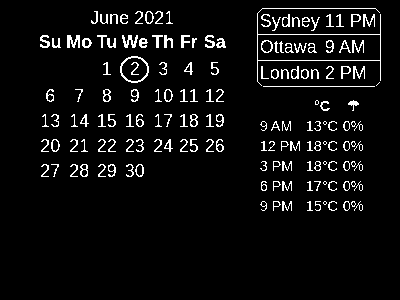 June 2021
Su Mo Tu We Th Fr Sa
1 2 3 4 5
6 7 8 9 10 11 12
13 14 15 16 17 18 19
20 21 22 23 24 25 26
27 28 29 30
Sydney 11 PM
Ottawa 9 AM
London 2 PM
°C
9 AM 13°C 0%
12 PM 18°C 0%
3 PM 18°C 0%
6 PM 17°C 0%
9 PM 15°C 0%